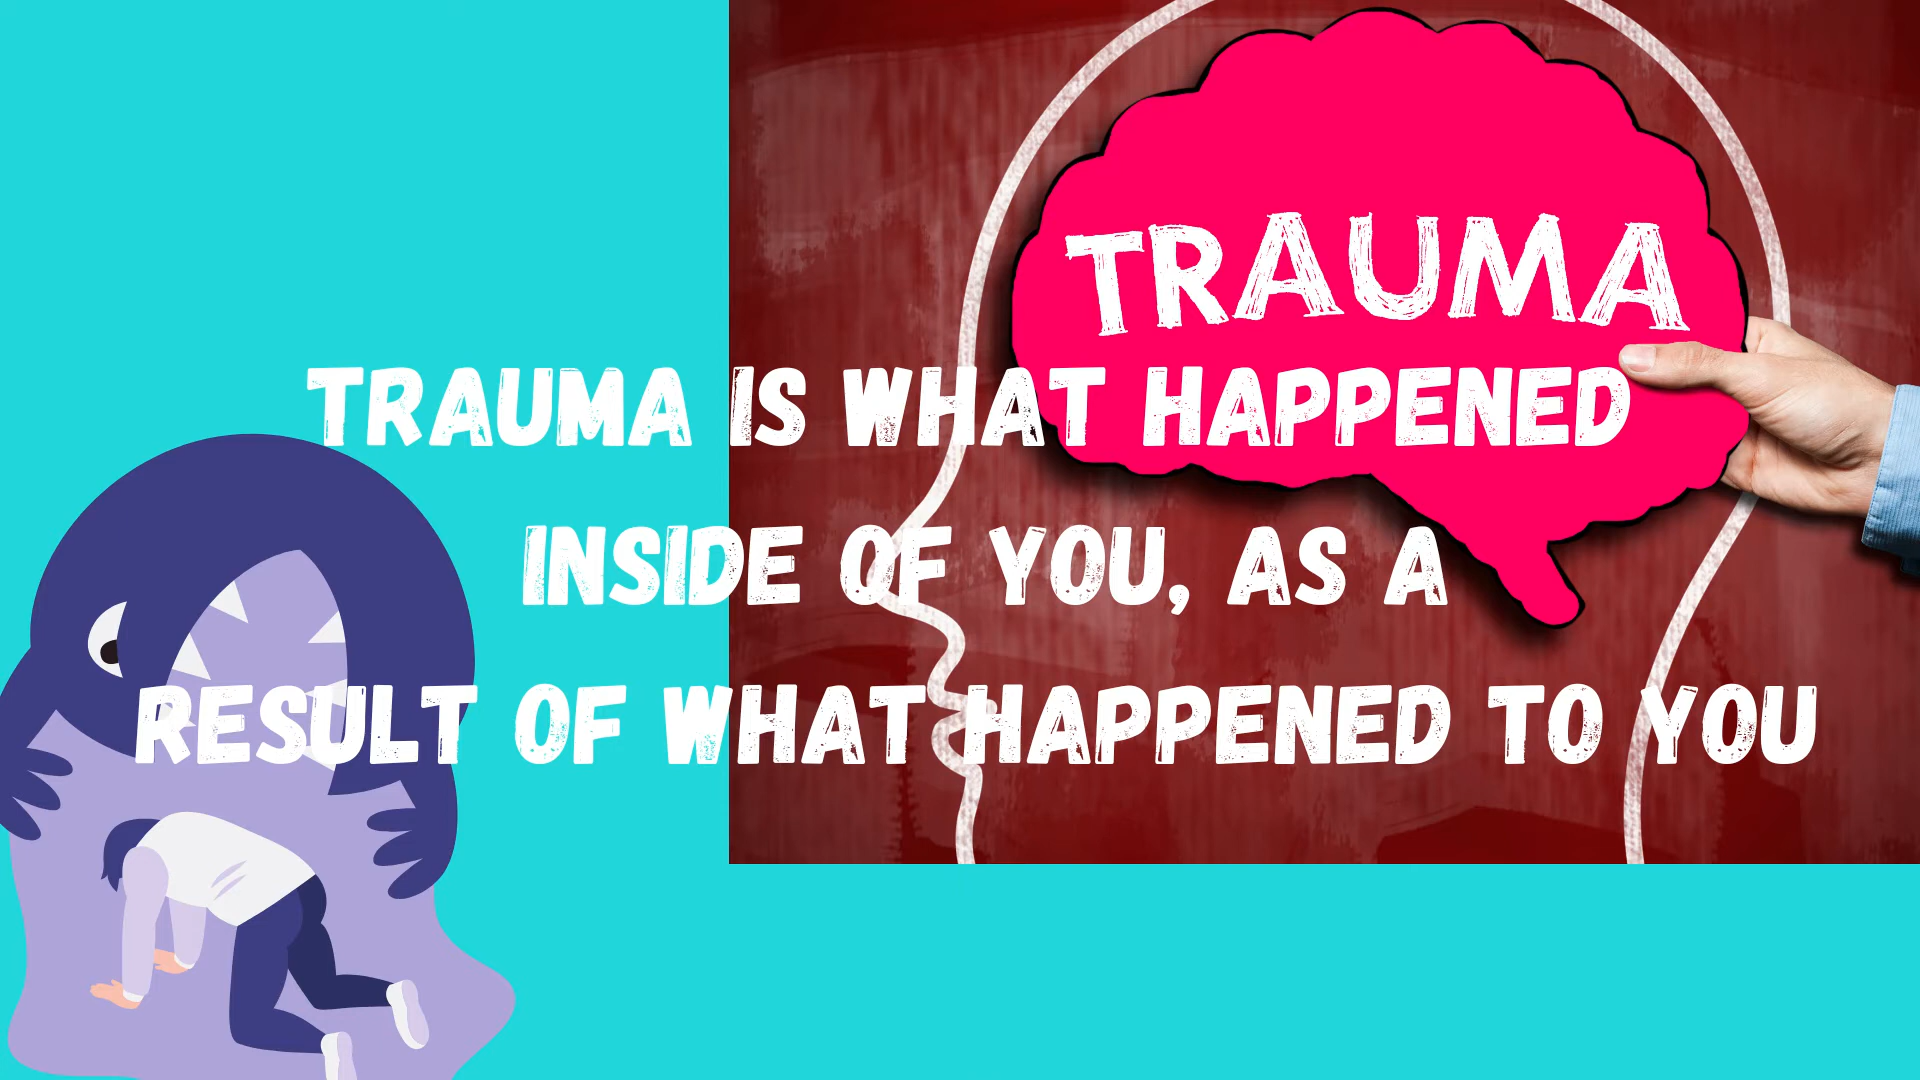 TRAUMA
TRAUMA IS WHAT HAPPENED
INSIDE OF YOU, AS A
RESULT OF WHAT HAPPENED TO YOU